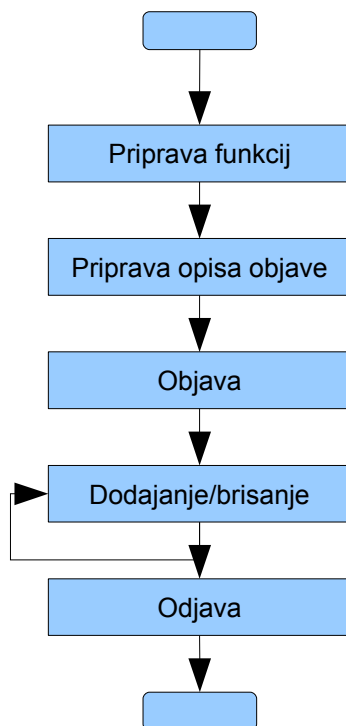 Priprava funkcij
Priprava opisa objave
Objava
Dodajanje/brisanje
Odjava